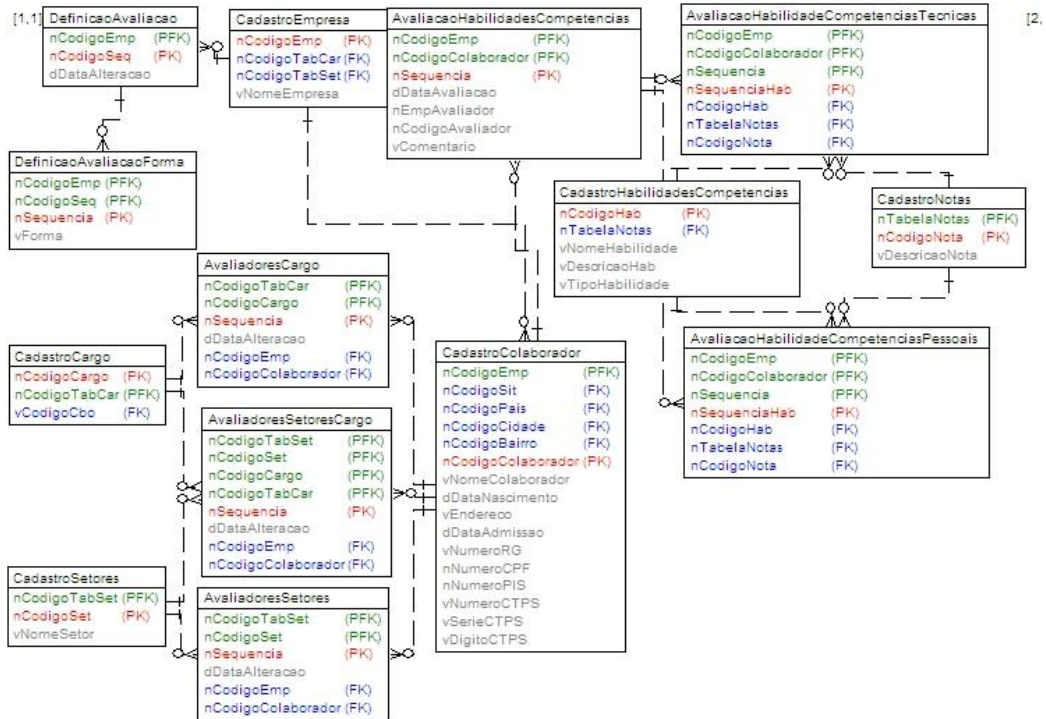 [1,1]
DefinicaoAvaliacao
nCodigoEmp (PFK)
nCodigoSeq (PK)
dDataAlteracao
CadastroEmpresa
nCodigoEmp (PK)
nCodigoTabCar (FK)
nCodigoTabSet (FK)
vNomeEmpresa
AvaliacaoHabilidadesCompetencias
nCodigoEmp (PFK)
nCodigoColaborador (PFK)
nSequencia (PK)
dDataAvaliacao
nEmpAvaliador
nCodigoAvaliador
vComentario
AvaliacaoHabilidadeCompetenciasTecnicas
nCodigoEmp (PFK)
nCodigoColaborador (PFK)
nSequencia (PFK)
nSequenciaHab (PK)
nCodigoHab (FK)
nTabelaNotas (FK)
nCodigoNota (FK)
[2,
DefinicaoAvaliacaoForma
nCodigoEmp (PFK)
nCodigoSeq (PFK)
nSequencia (PK)
vForma
CadastroHabilidadesCompetencias
nCodigoHab (PK)
nTabelaNotas (FK)
vNomeHabilidade
vDescricaoHab
vTipoHabilidade
CadastroNotas
nTabelaNotas (PFK)
nCodigoNota (PK)
vDescricaoNota
AvaliadoresCargo
nCodigoTabCar (PFK)
nCodigoCargo (PFK)
nSequencia (PK)
dDataAlteracao
nCodigoEmp (FK)
nCodigoColaborador (FK)
CadastroCargo
nCodigoCargo (PK)
nCodigoTabCar (PFK)
vCodigoCbo (FK)
CadastroColaborador
nCodigoEmp (PFK)
nCodigoSit (FK)
nCodigoPais (FK)
nCodigoCidade (FK)
nCodigoBairro (FK)
nCodigoColaborador (PK)
vNomeColaborador
dDataNascimento
vEndereco
dDataAdmissao
vNumeroRG
nNumeroCPF
nNumeroPIS
vNumeroCTPS
vSerieCTPS
vDigitoCTPS
AvaliacaoHabilidadeCompetenciasPessoais
nCodigoEmp (PFK)
nCodigoColaborador (PFK)
nSequencia (PFK)
nSequenciaHab (PK)
nCodigoHab (FK)
nTabelaNotas (FK)
nCodigoNota (FK)
AvaliadoresSetoresCargo
nCodigoTabSet (PFK)
nCodigoSet (PFK)
nCodigoCargo (PFK)
nCodigoTabCar (PFK)
nSequencia (PK)
dDataAlteracao
nCodigoEmp (FK)
nCodigoColaborador (FK)
CadastroSetores
nCodigoTabSet (PFK)
nCodigoSet (PK)
vNomeSetor
AvaliadoresSetores
nCodigoTabSet (PFK)
nCodigoSet (PFK)
nSequencia (PK)
dDataAlteracao
nCodigoEmp (FK)
nCodigoColaborador (FK)